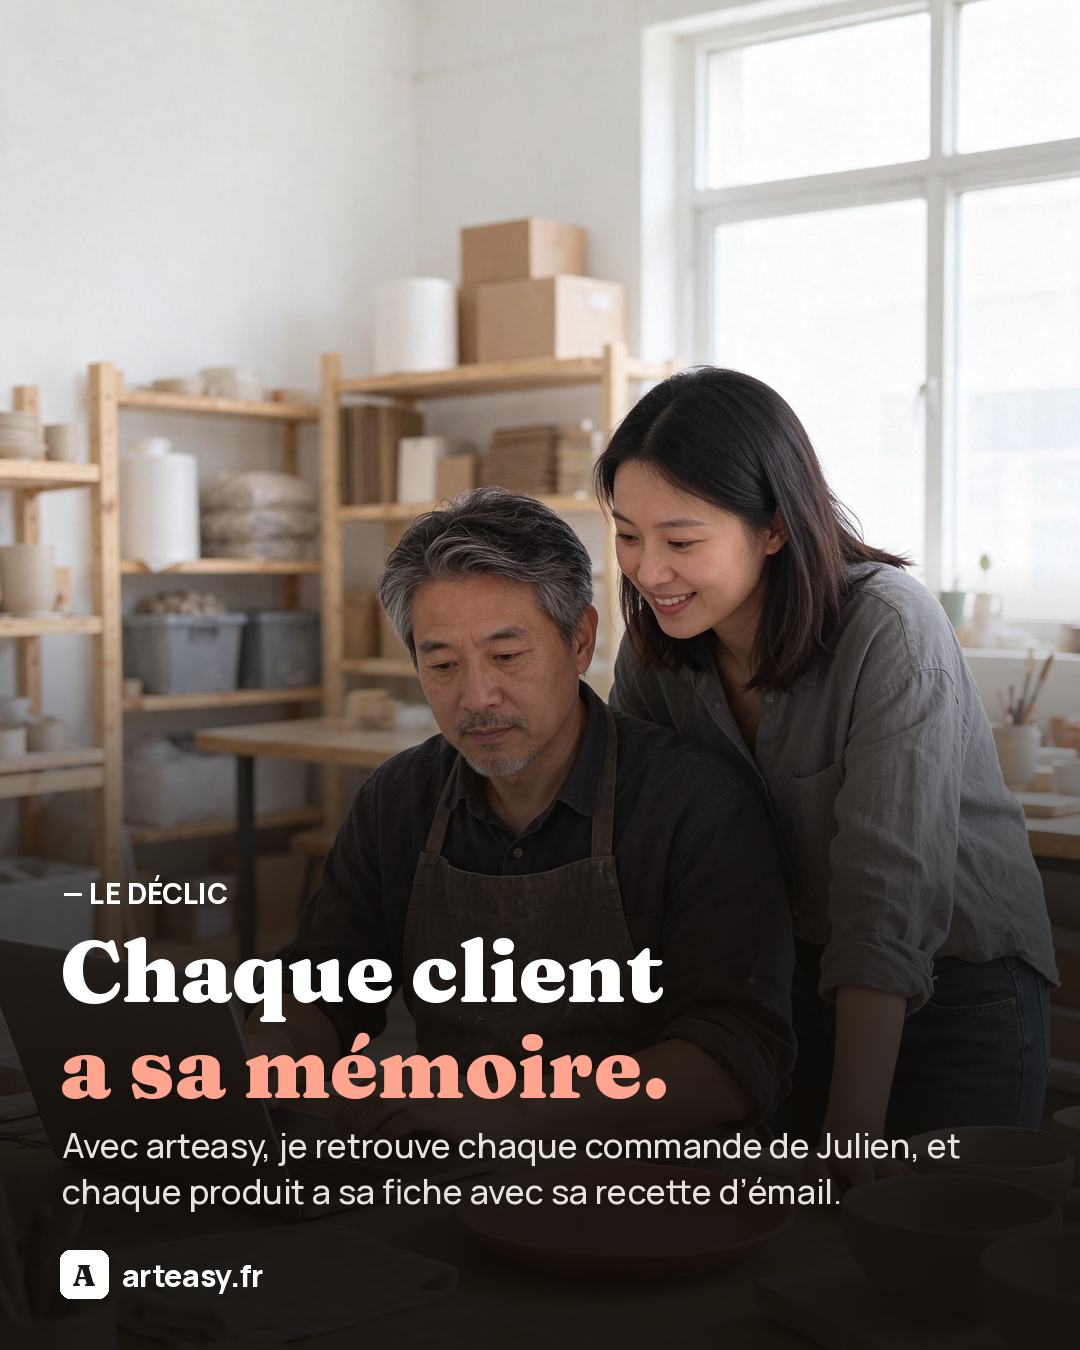 — LE DÉCLIC
Chaque client
a sa mémoire.
Avec arteasy, je retrouve chaque commande de Julien, et
chaque produit a sa fiche avec sa recette d’émail.
A arteasy.fr